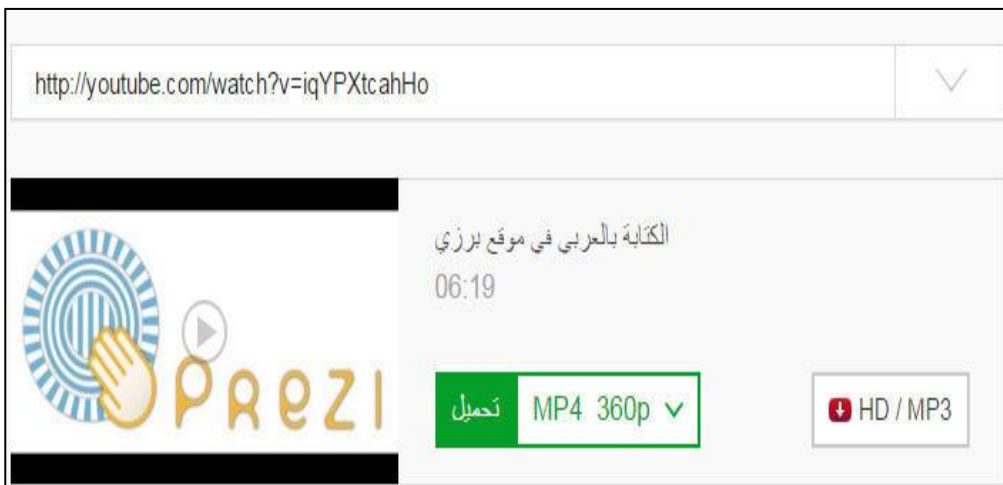 http://youtube.com/watch?v=iqYPXtcahHo
الكتابة بالعربي في موقع برزي
06:19
PReZI
تحميل MP4 360p
HD / MP3